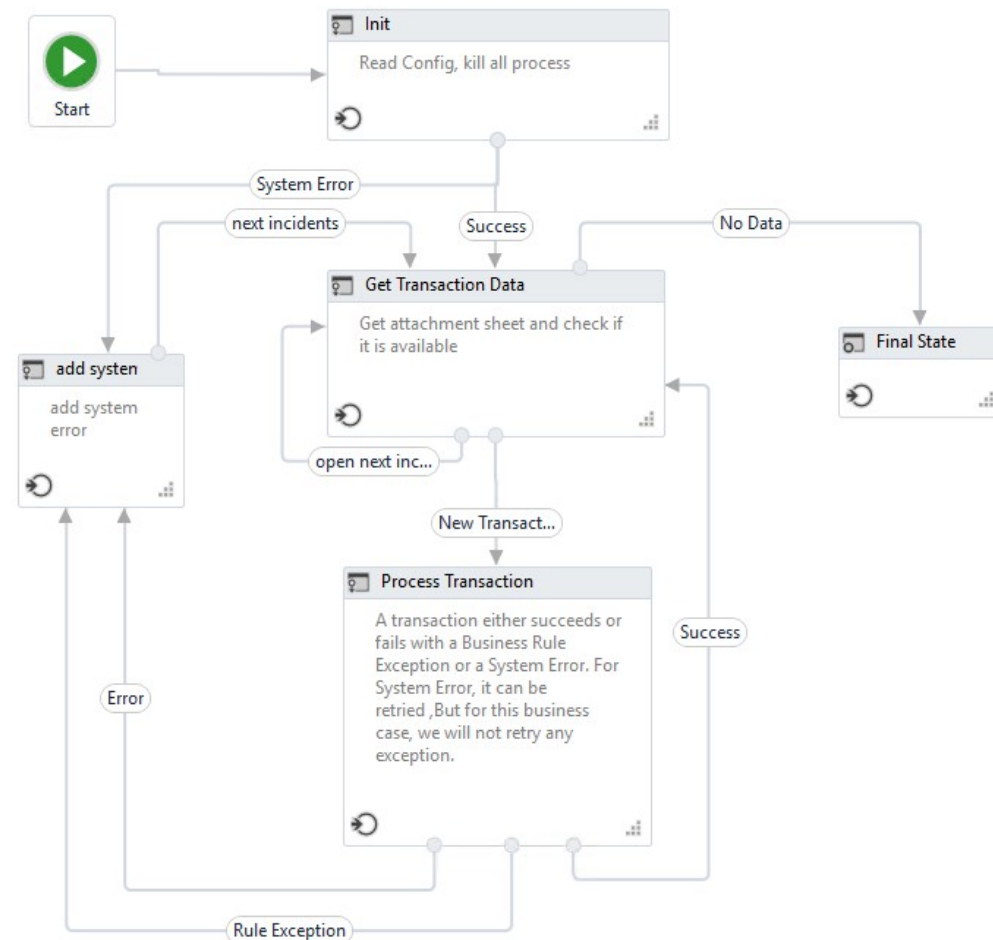 Init
Read Config, kill all process
Start
System Error
next incidents
Success
No Data
Get Transaction Data
Get attachment sheet and check if
it is available
Final State
add systen
add system
error
open next inc...
New Transact...
Process Transaction
A transaction either succeeds or
fails with a Business Rule
Exception or a System Error. For
System Error, it can be
retried ,But for this business
case, we will not retry any
exception.
Success
Error
Rule Exception